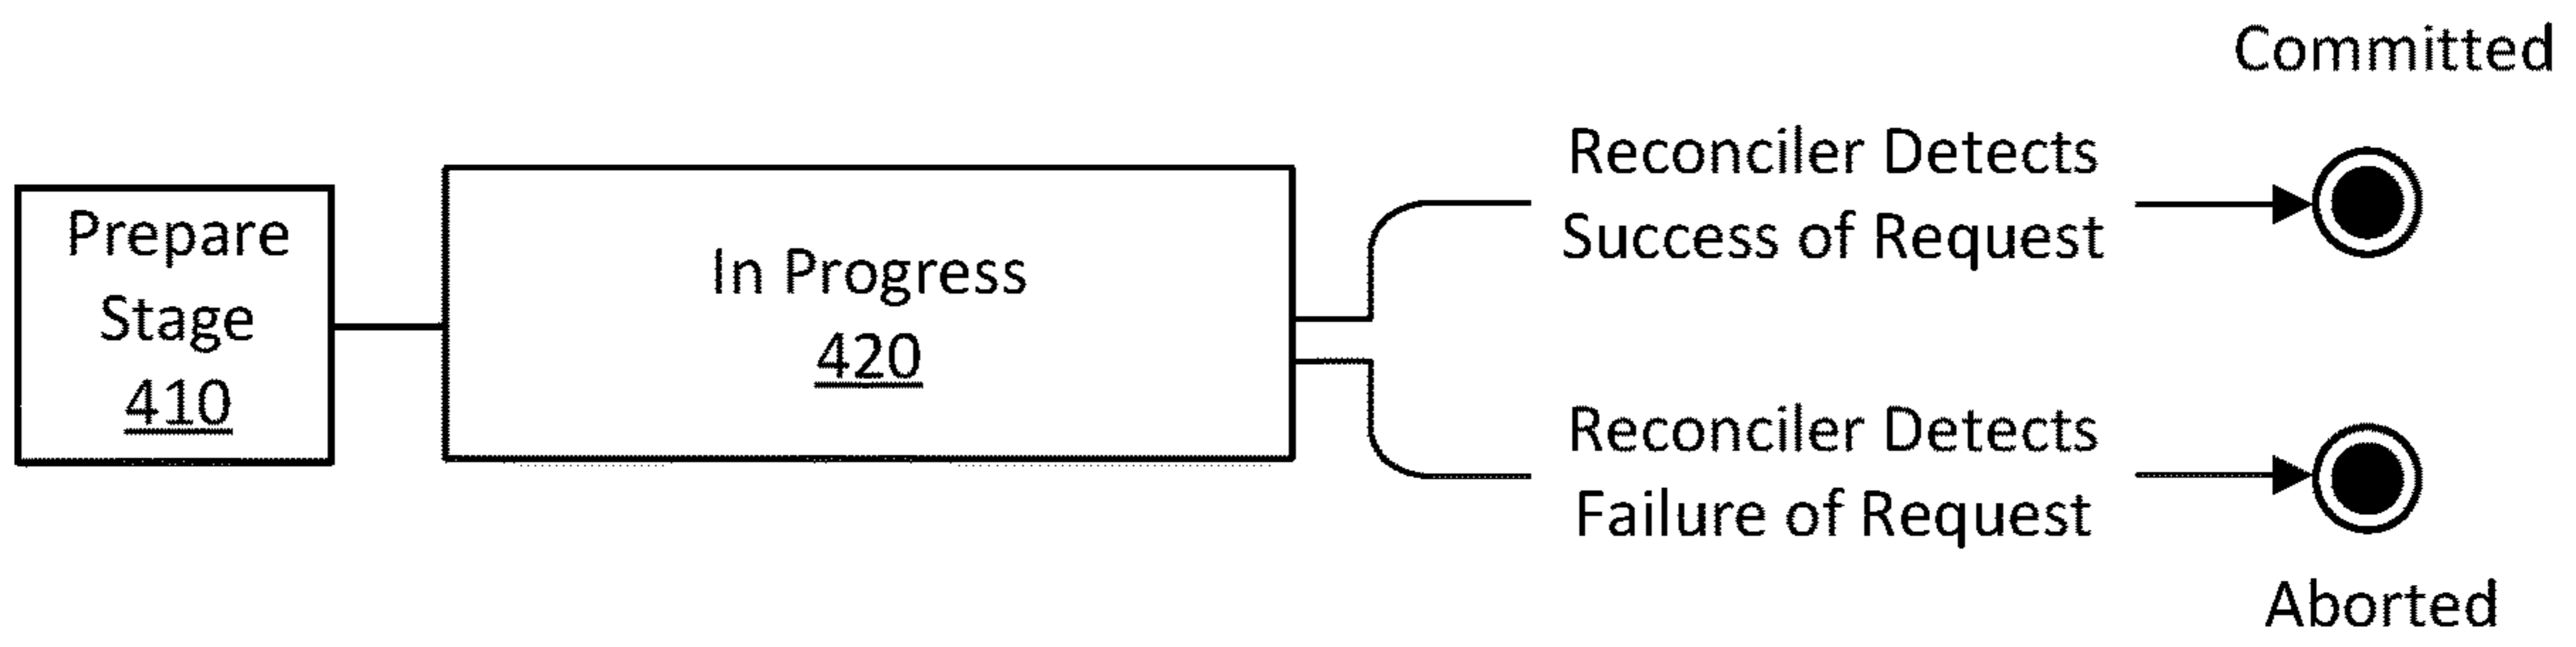 Prepare
Stage
410
In Progress
420
Reconciler Detects
Success of Request
Committed
Reconciler Detects
Failure of Request
Aborted